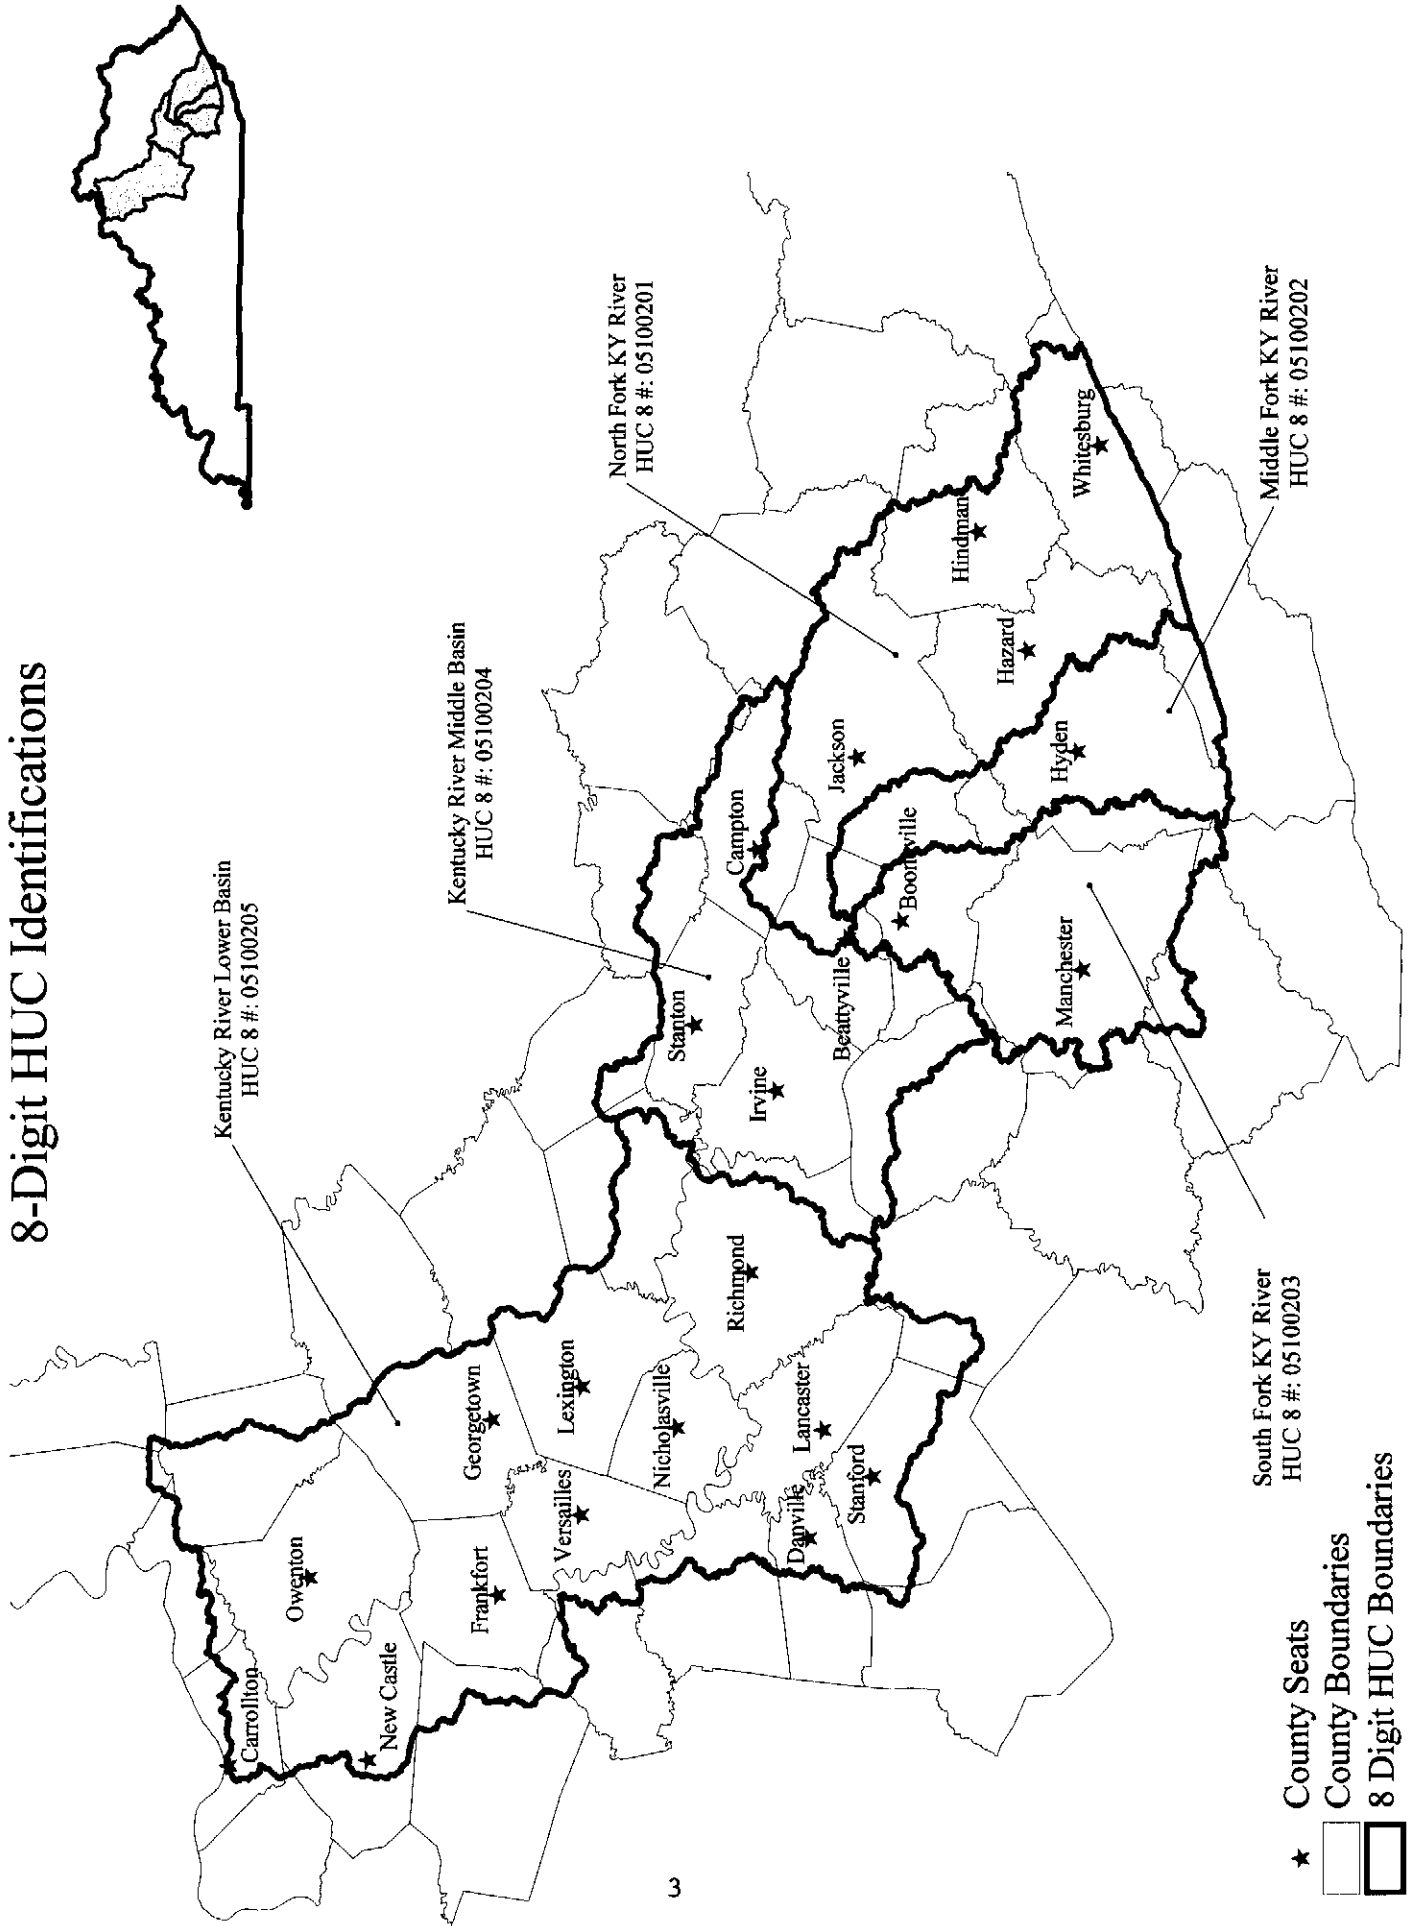 8-Digit HUC Identifications
Kentucky River Lower Basin
HUC 8 #: 05100205
Kentucky River Middle Basin
HUC 8 #: 05100204
North Fork KY River
HUC 8 #: 05100201
Carrollton
Owenton
New Castle
Georgetown
Frankfort
Lexington
Versailles
Nicholasville
Stanton
Richmond
Campton
Irvine
Danville
Lancaster
Stanford
Beattyville
Jackson
Booneville
Hindman
Hazard
Hyden
Manchester
Whitesburg
Middle Fork KY River
HUC 8 #: 05100202
South Fork KY River
HUC 8 #: 05100203
County Seats
County Boundaries
8 Digit HUC Boundaries
3